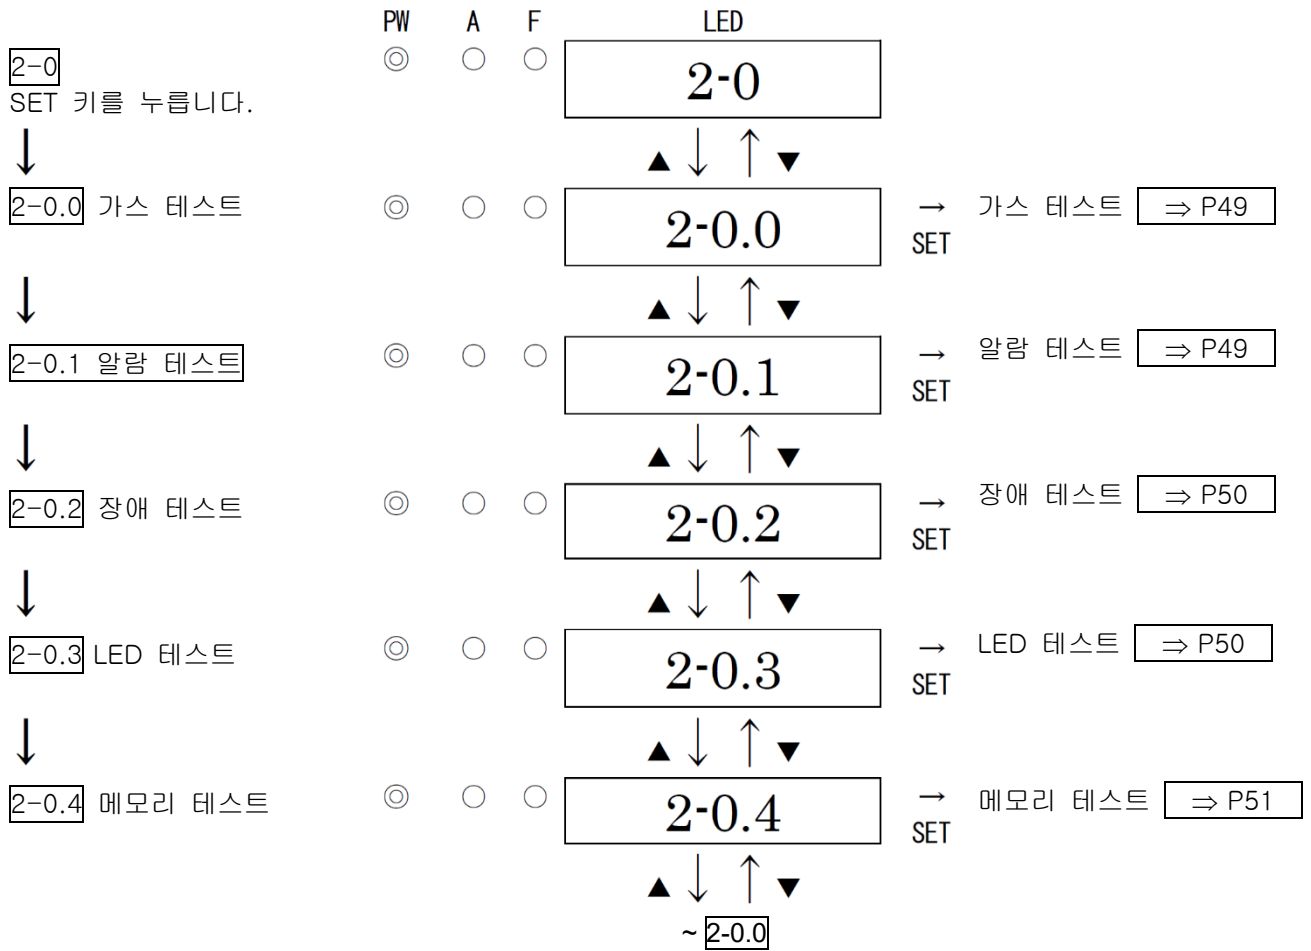 PW A F LED
2-0 ◎ ○ ○ 2-0
SET 키를 누릅니다.
↓ ▲ ↓ ↑ ▼
2-0.0 가스 테스트 ◎ ○ ○ 2-0.0 → 가스 테스트 ⇒ P49
SET
↓ ▲ ↓ ↑ ▼
2-0.1 알람 테스트 ◎ ○ ○ 2-0.1 → 알람 테스트 ⇒ P49
SET
↓ ▲ ↓ ↑ ▼
2-0.2 장애 테스트 ◎ ○ ○ 2-0.2 → 장애 테스트 ⇒ P50
SET
↓ ▲ ↓ ↑ ▼
2-0.3 LED 테스트 ◎ ○ ○ 2-0.3 → LED 테스트 ⇒ P50
SET
↓ ▲ ↓ ↑ ▼
2-0.4 메모리 테스트 ◎ ○ ○ 2-0.4 → 메모리 테스트 ⇒ P51
SET
▲ ↓ ↑ ▼
~ 2-0.0